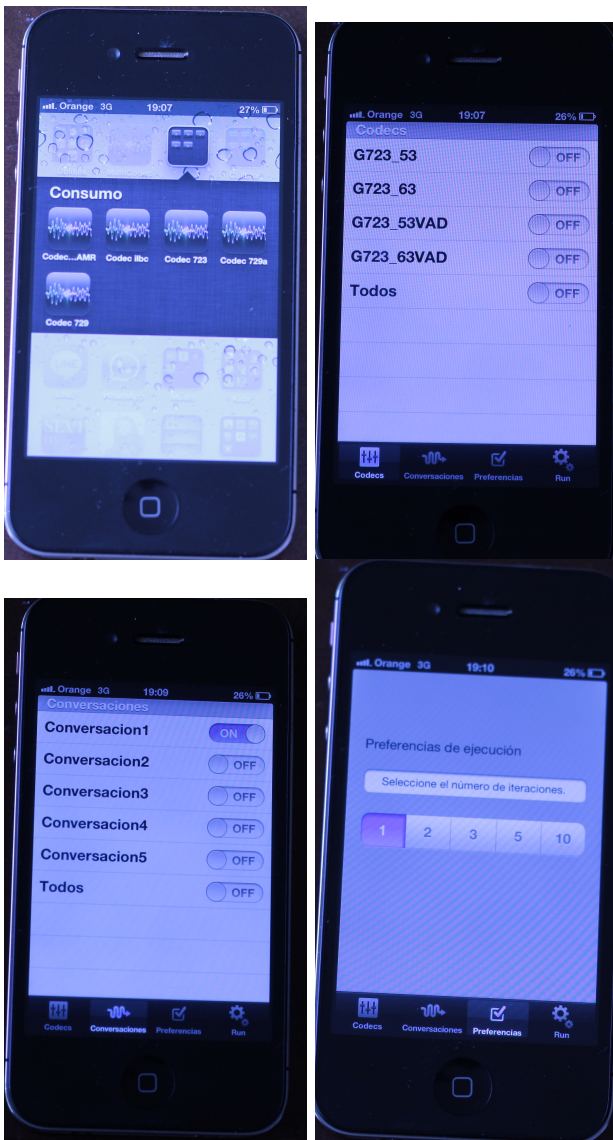 Orange 3G 19:07 27%
Consumo
Codec...AMR Codec ilbc Codec 723 Codec 729a
Codec 729
Orange 3G 19:07 26%
Codecs
G723_53 OFF
G723_63 OFF
G723_53VAD OFF
G723_63VAD OFF
Todos OFF
Codecs Conversaciones Preferencias Run
Orange 3G 19:09 26%
Conversaciones
Conversacion1 ON
Conversacion2 OFF
Conversacion3 OFF
Conversacion4 OFF
Conversacion5 OFF
Todos OFF
Codecs Conversaciones Preferencias Run
Orange 3G 19:10 26%
Preferencias de ejecución
Seleccione el número de iteraciones.
1 2 3 5 10
Codecs Conversaciones Preferencias Run